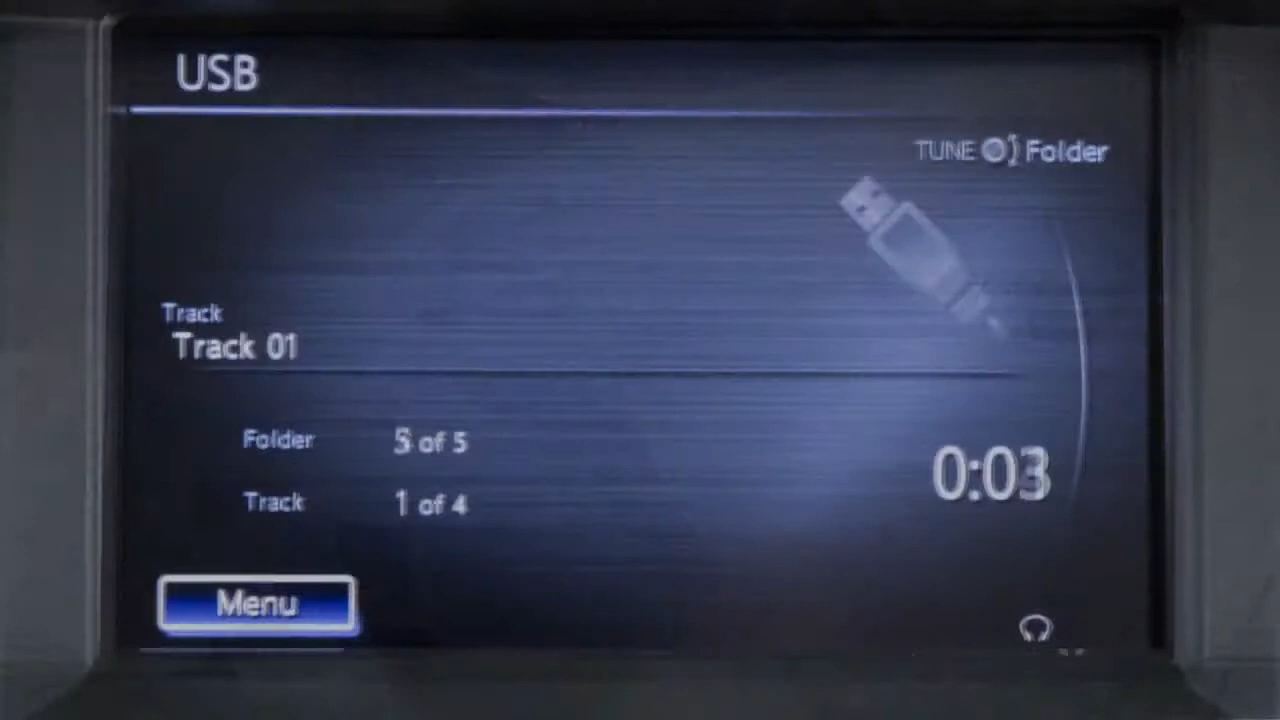 USB
TUNE Folder
Track
Track 01
Folder 5 of 5
Track 1 of 4
0:03
Menu